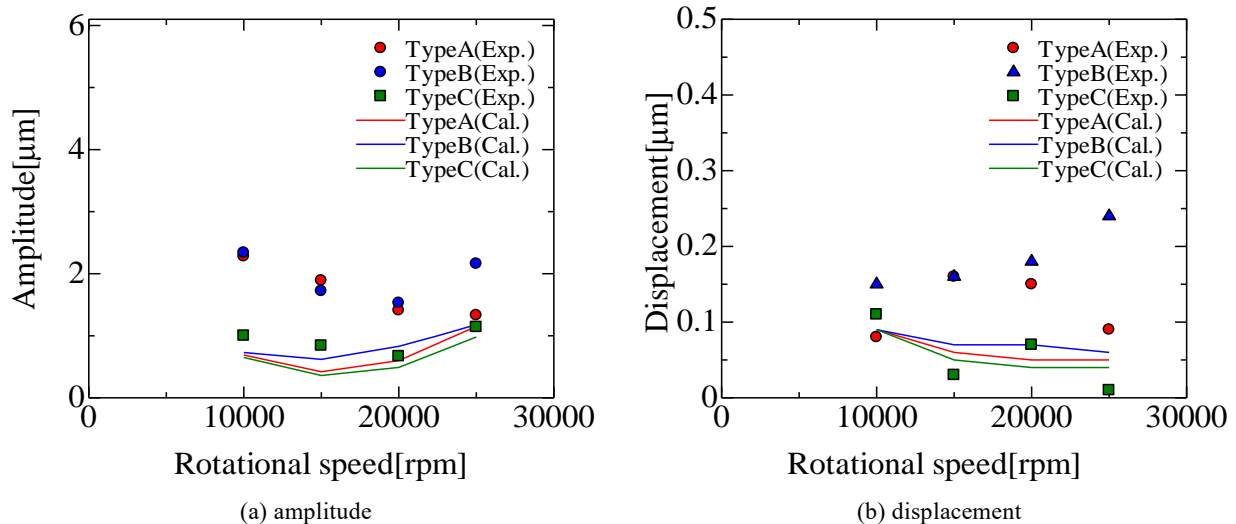 6
4
2
0
Amplitude[μm]
TypeA(Exp.)
TypeB(Exp.)
TypeC(Exp.)
TypeA(Cal.)
TypeB(Cal.)
TypeC(Cal.)
0 10000 20000 30000
Rotational speed[rpm]
(a) amplitude
0.5
0.4
0.3
0.2
0.1
0
Displacement[μm]
TypeA(Exp.)
TypeB(Exp.)
TypeC(Exp.)
TypeA(Cal.)
TypeB(Cal.)
TypeC(Cal.)
0 10000 20000 30000
Rotational speed[rpm]
(b) displacement